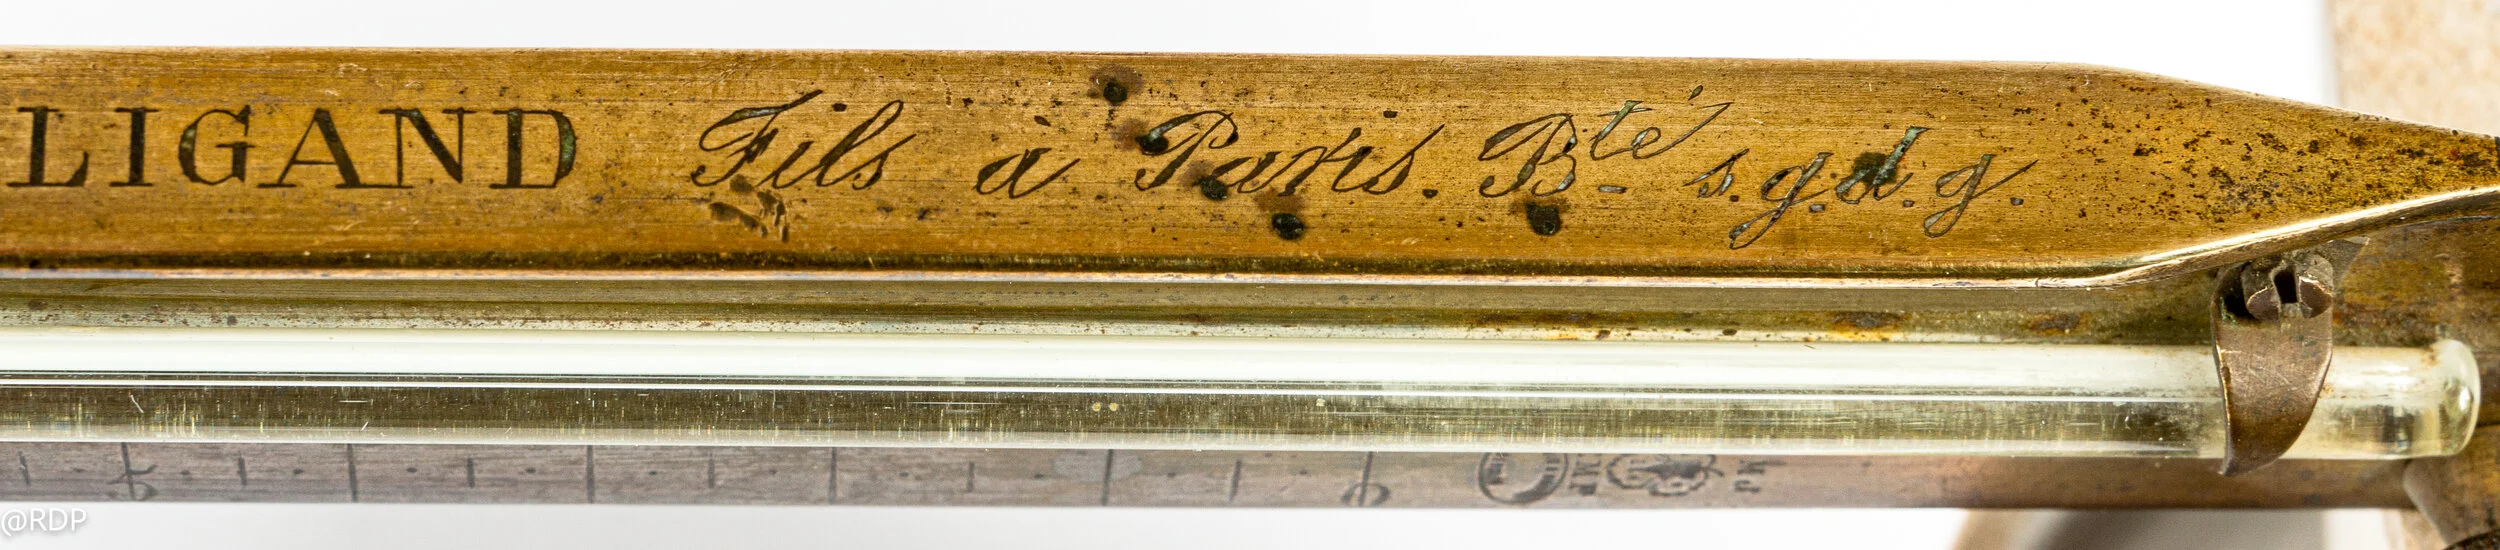 LIGAND Fils à Paris. Bté s.g.d.g.
@RDP